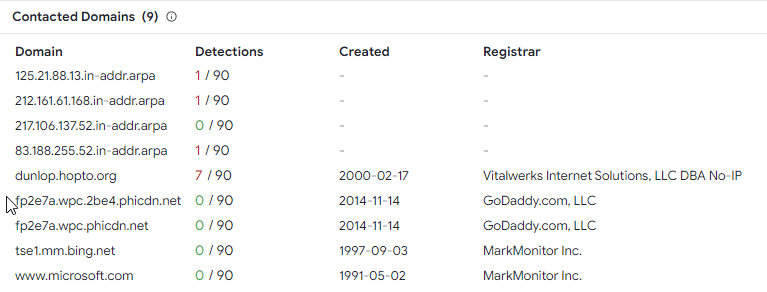 Contacted Domains (9)
Domain Detections Created Registrar
125.21.88.13.in-addr.arpa 1 / 90 - -
212.161.61.168.in-addr.arpa 1 / 90 - -
217.106.137.52.in-addr.arpa 0 / 90 - -
83.188.255.52.in-addr.arpa 1 / 90 - -
dunlop.hopto.org 7 / 90 2000-02-17 Vitalwerks Internet Solutions, LLC DBA No-IP
fp2e7a.wpc.2be4.phicdn.net 0 / 90 2014-11-14 GoDaddy.com, LLC
fp2e7a.wpc.phicdn.net 0 / 90 2014-11-14 GoDaddy.com, LLC
tse1.mm.bing.net 0 / 90 1997-09-03 MarkMonitor Inc.
www.microsoft.com 0 / 90 1991-05-02 MarkMonitor Inc.